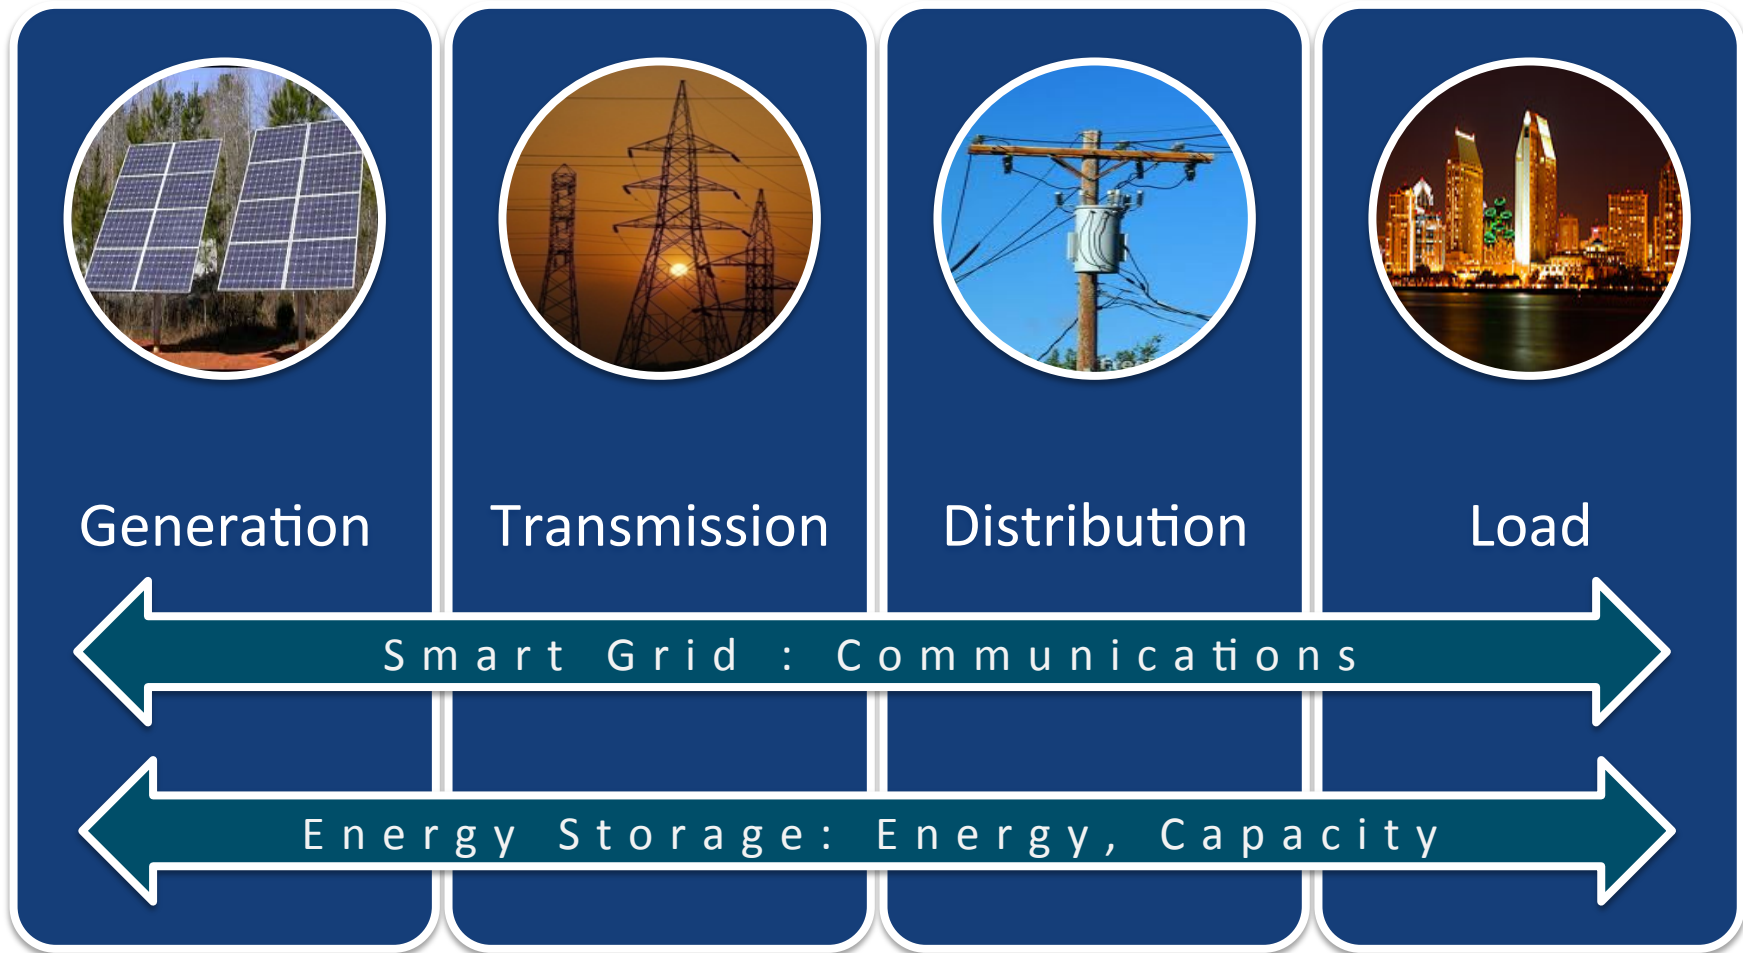 Generation
Transmission
Distribution
Load
Smart Grid : Communications
Energy Storage: Energy, Capacity